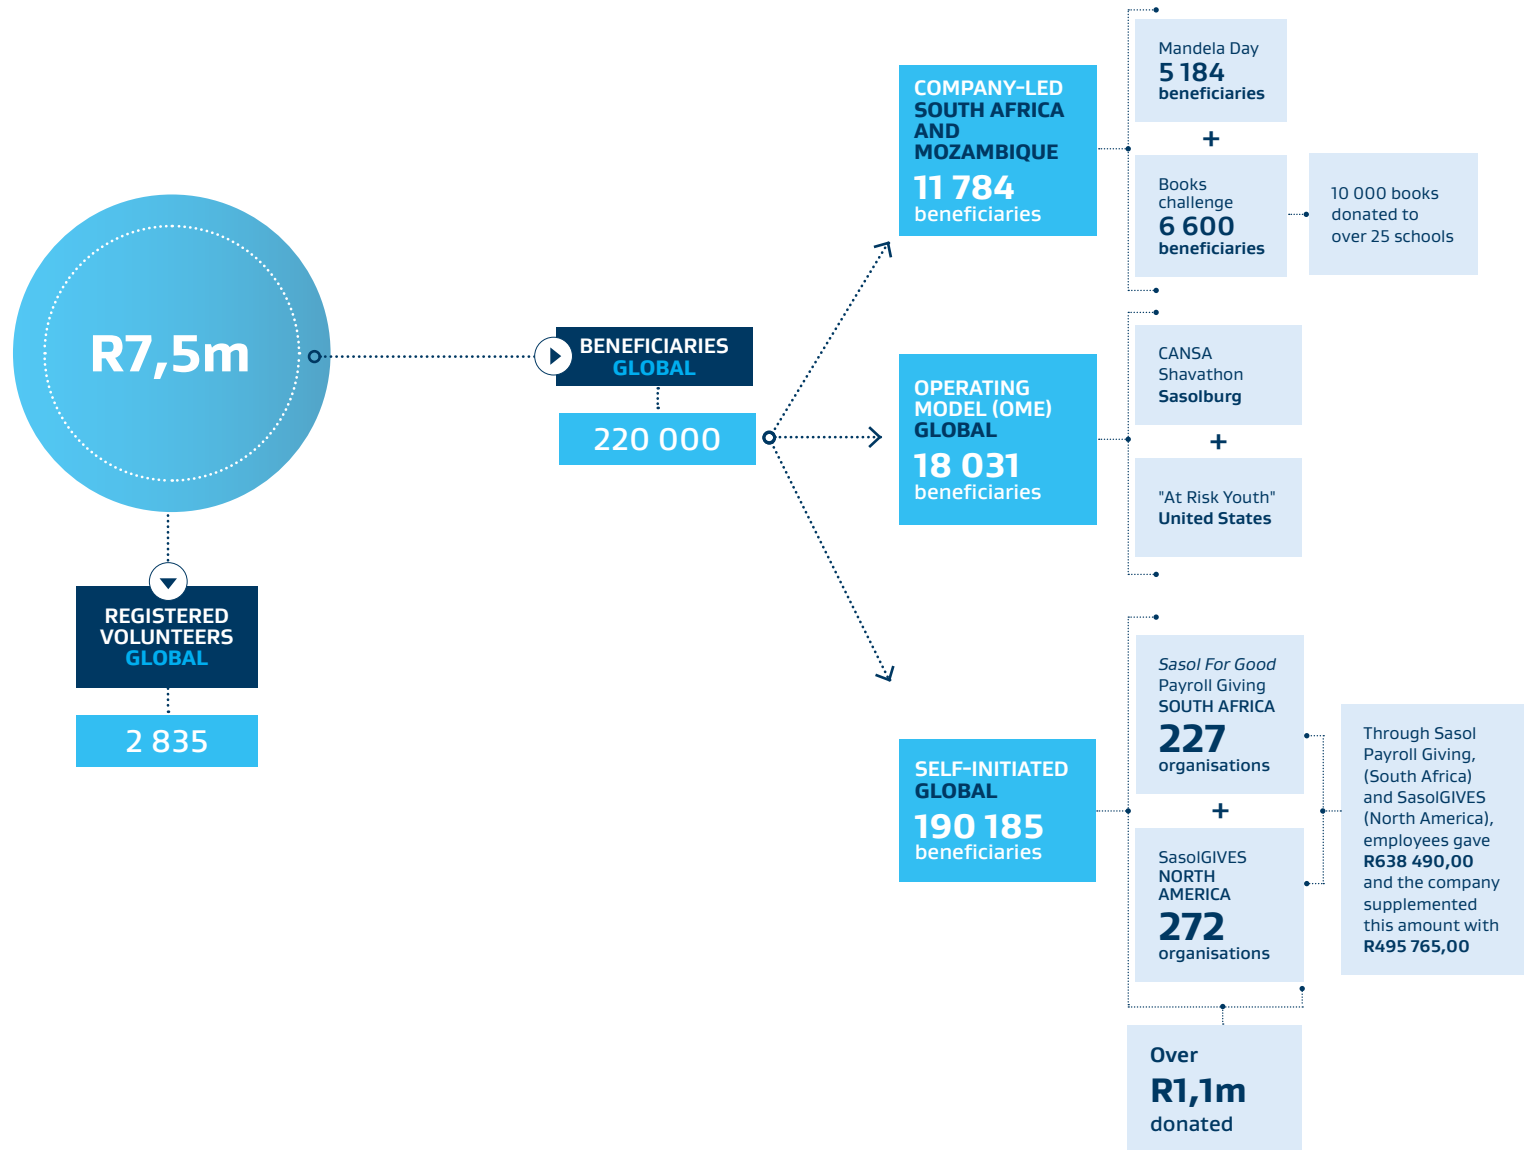 R7,5m
REGISTERED
VOLUNTEERS
GLOBAL
2 835
BENEFICIARIES
GLOBAL
220 000
COMPANY-LED
SOUTH AFRICA
AND
MOZAMBIQUE
11 784
beneficiaries
Mandela Day
5 184
beneficiaries
+
Books
challenge
6 600
beneficiaries
10 000 books
donated to
over 25 schools
OPERATING
MODEL (OME)
GLOBAL
18 031
beneficiaries
CANSA
Shavathon
Sasolburg
+
"At Risk Youth"
United States
SELF-INITIATED
GLOBAL
190 185
beneficiaries
Sasol For Good
Payroll Giving
SOUTH AFRICA
227
organisations
+
SasolGIVES
NORTH
AMERICA
272
organisations
Through Sasol
Payroll Giving,
(South Africa)
and SasolGIVES
(North America),
employees gave
R638 490,00
and the company
supplemented
this amount with
R495 765,00
Over
R1,1m
donated